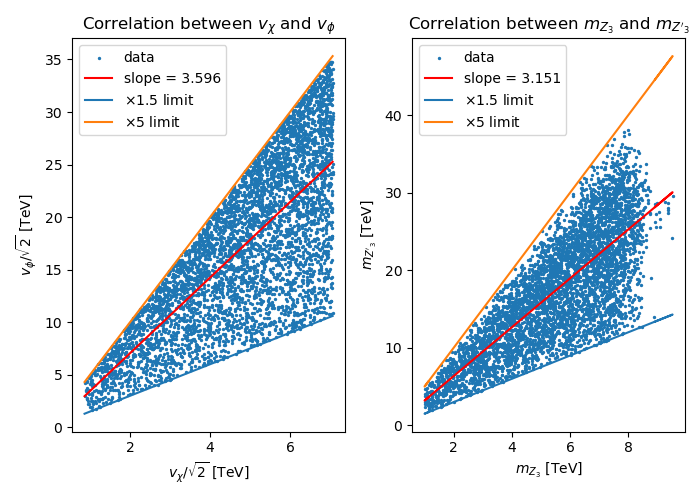 Correlation between $v_\chi$ and $v_\phi$
data
slope = 3.596
×1.5 limit
×5 limit
35
30
25
20
15
10
5
0
$v_\phi/\sqrt{2}$ [TeV]
2 4 6
$v_\chi/\sqrt{2}$ [TeV]
Correlation between $m_{Z_3}$ and $m_{Z'_3}$
data
slope = 3.151
×1.5 limit
×5 limit
40
30
20
10
0
$m_{Z'_3}$ [TeV]
2 4 6 8
$m_{Z_3}$ [TeV]